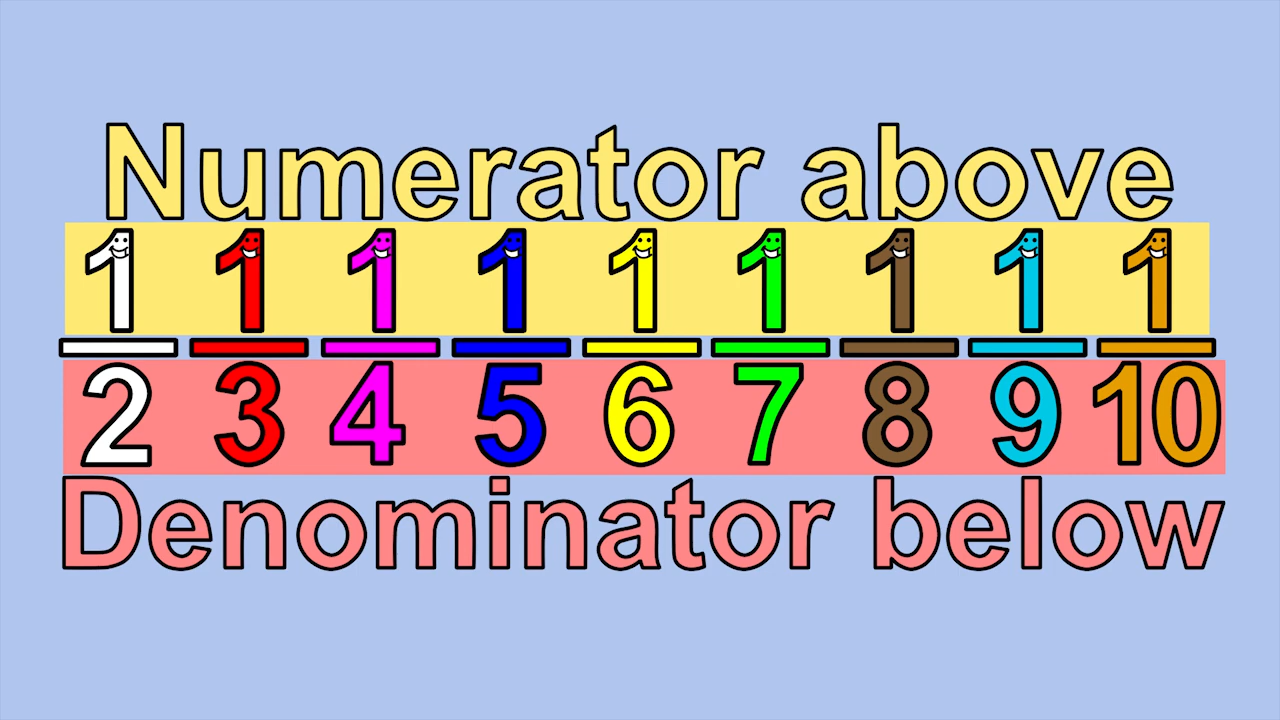 Numerator above
1 1 1 1 1 1 1 1 1
2 3 4 5 6 7 8 9 10
Denominator below